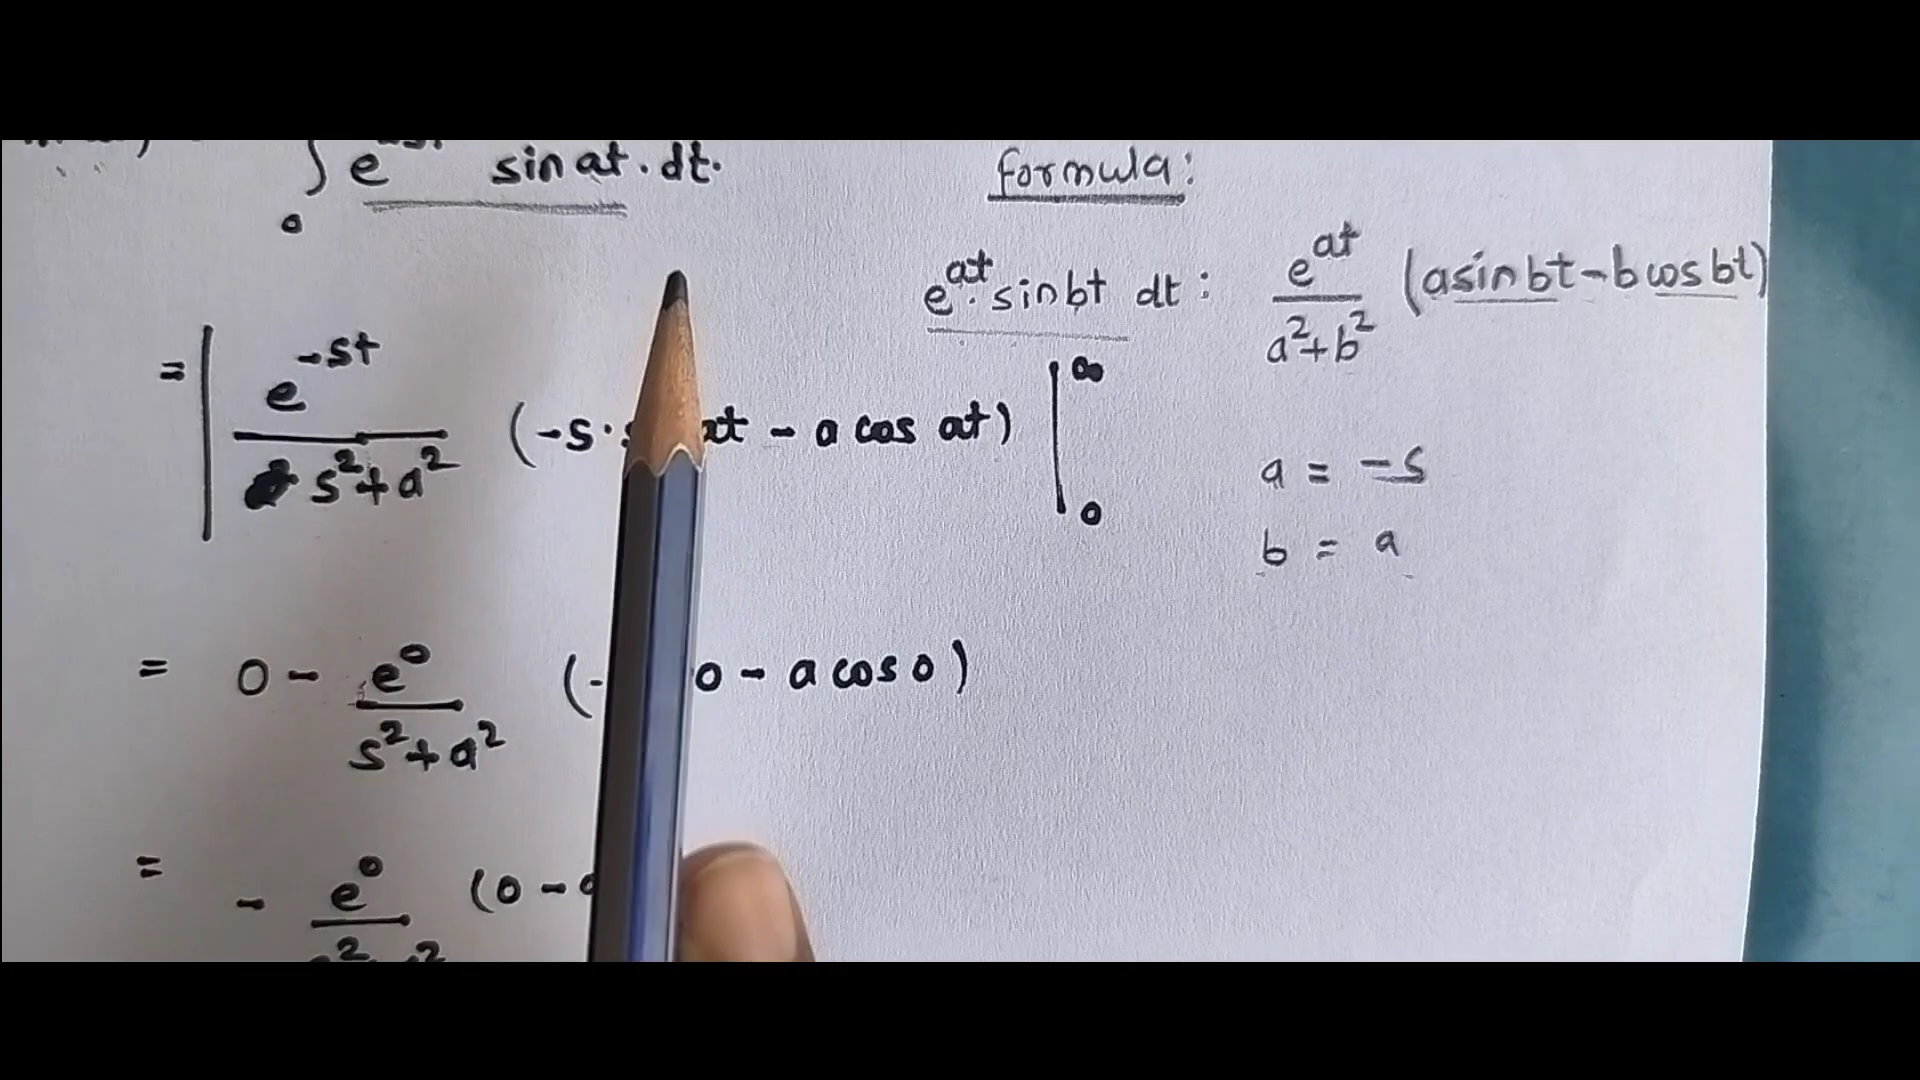 ∫ e sin at . dt.
0
formula:
e^at . sin bt dt : e^at / a²+b² (a sin bt - b cos bt)
= | e^-st / s²+a² (-s. at - a cos at) |^∞_0
a = -s
b = a
= 0 - e^0 / s²+a² (- 0 - a cos 0)
= - e^0 (0 -